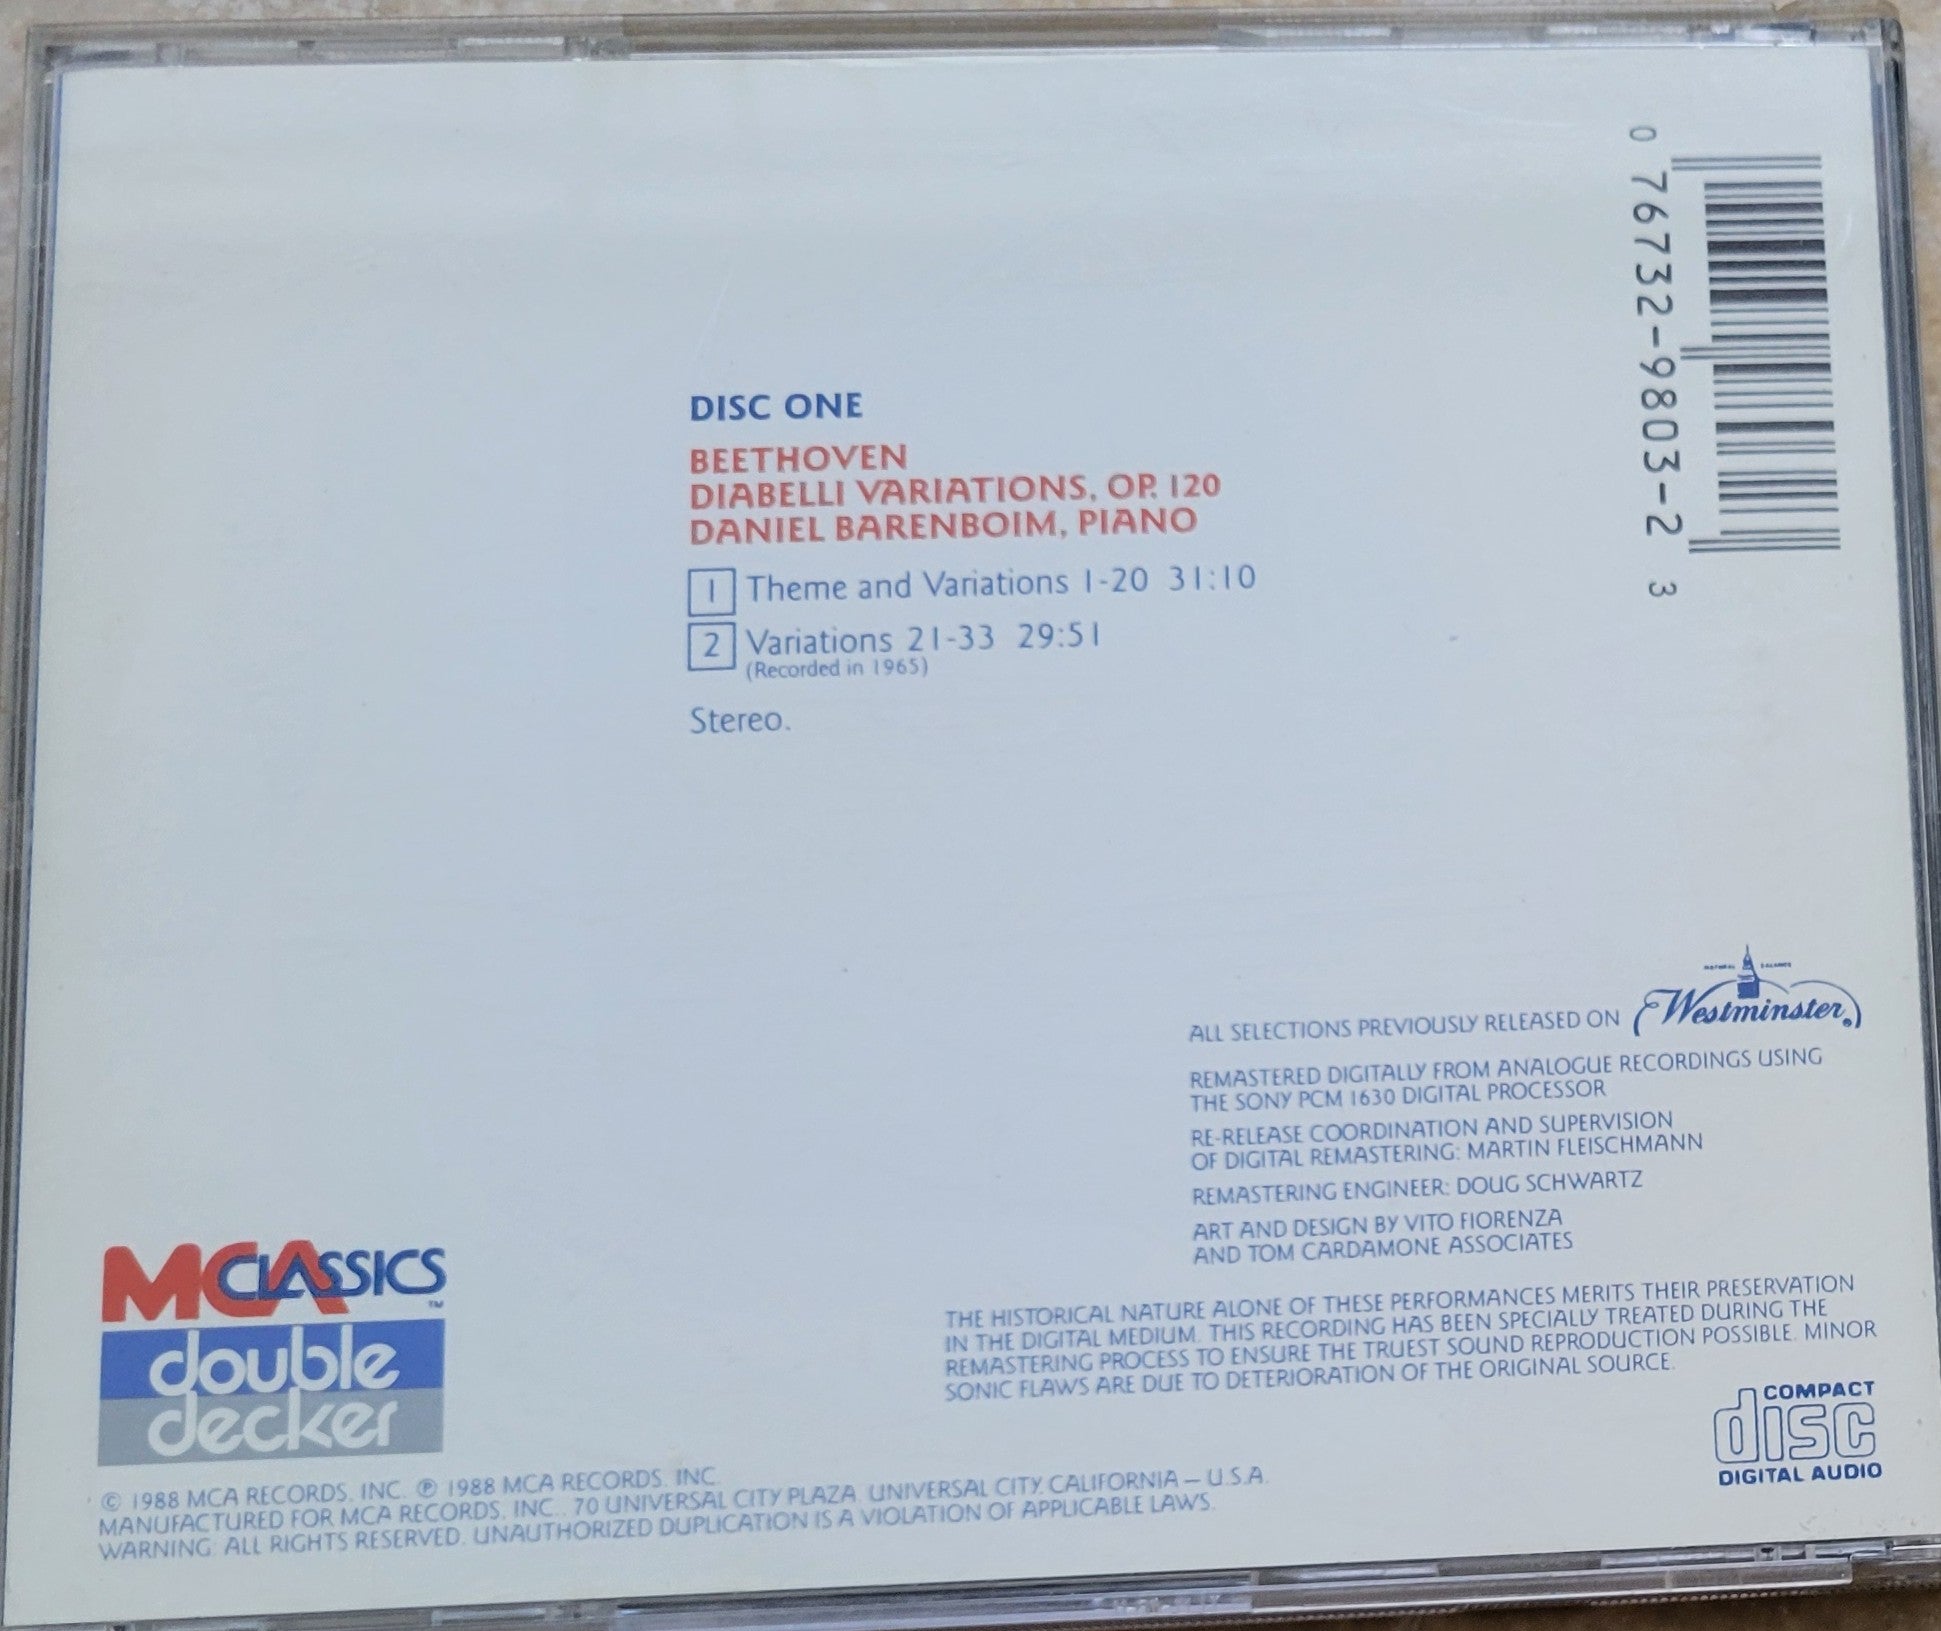 0 76732-9803-2 3
DISC ONE
BEETHOVEN
DIABELLI VARIATIONS, OP. 120
DANIEL BARENBOIM, PIANO
1 Theme and Variations 1-20 31:10
2 Variations 21-33 29:51
(Recorded in 1965)
Stereo.
ALL SELECTIONS PREVIOUSLY RELEASED ON Westminster
REMASTERED DIGITALLY FROM ANALOGUE RECORDINGS USING
THE SONY PCM 1630 DIGITAL PROCESSOR
RE-RELEASE COORDINATION AND SUPERVISION
OF DIGITAL REMASTERING: MARTIN FLEISCHMANN
REMASTERING ENGINEER: DOUG SCHWARTZ
ART AND DESIGN BY VITO FIORENZA
AND TOM CARDAMONE ASSOCIATES
THE HISTORICAL NATURE ALONE OF THESE PERFORMANCES MERITS THEIR PRESERVATION
IN THE DIGITAL MEDIUM. THIS RECORDING HAS BEEN SPECIALLY TREATED DURING THE
REMASTERING PROCESS TO ENSURE THE TRUEST SOUND REPRODUCTION POSSIBLE. MINOR
SONIC FLAWS ARE DUE TO DETERIORATION OF THE ORIGINAL SOURCE.
MCA CLASSICS ™
double
decker
COMPACT
disc
DIGITAL AUDIO
© 1988 MCA RECORDS, INC. ℗ 1988 MCA RECORDS, INC.
MANUFACTURED FOR MCA RECORDS, INC., 70 UNIVERSAL CITY PLAZA, UNIVERSAL CITY, CALIFORNIA – U.S.A.
WARNING: ALL RIGHTS RESERVED. UNAUTHORIZED DUPLICATION IS A VIOLATION OF APPLICABLE LAWS.